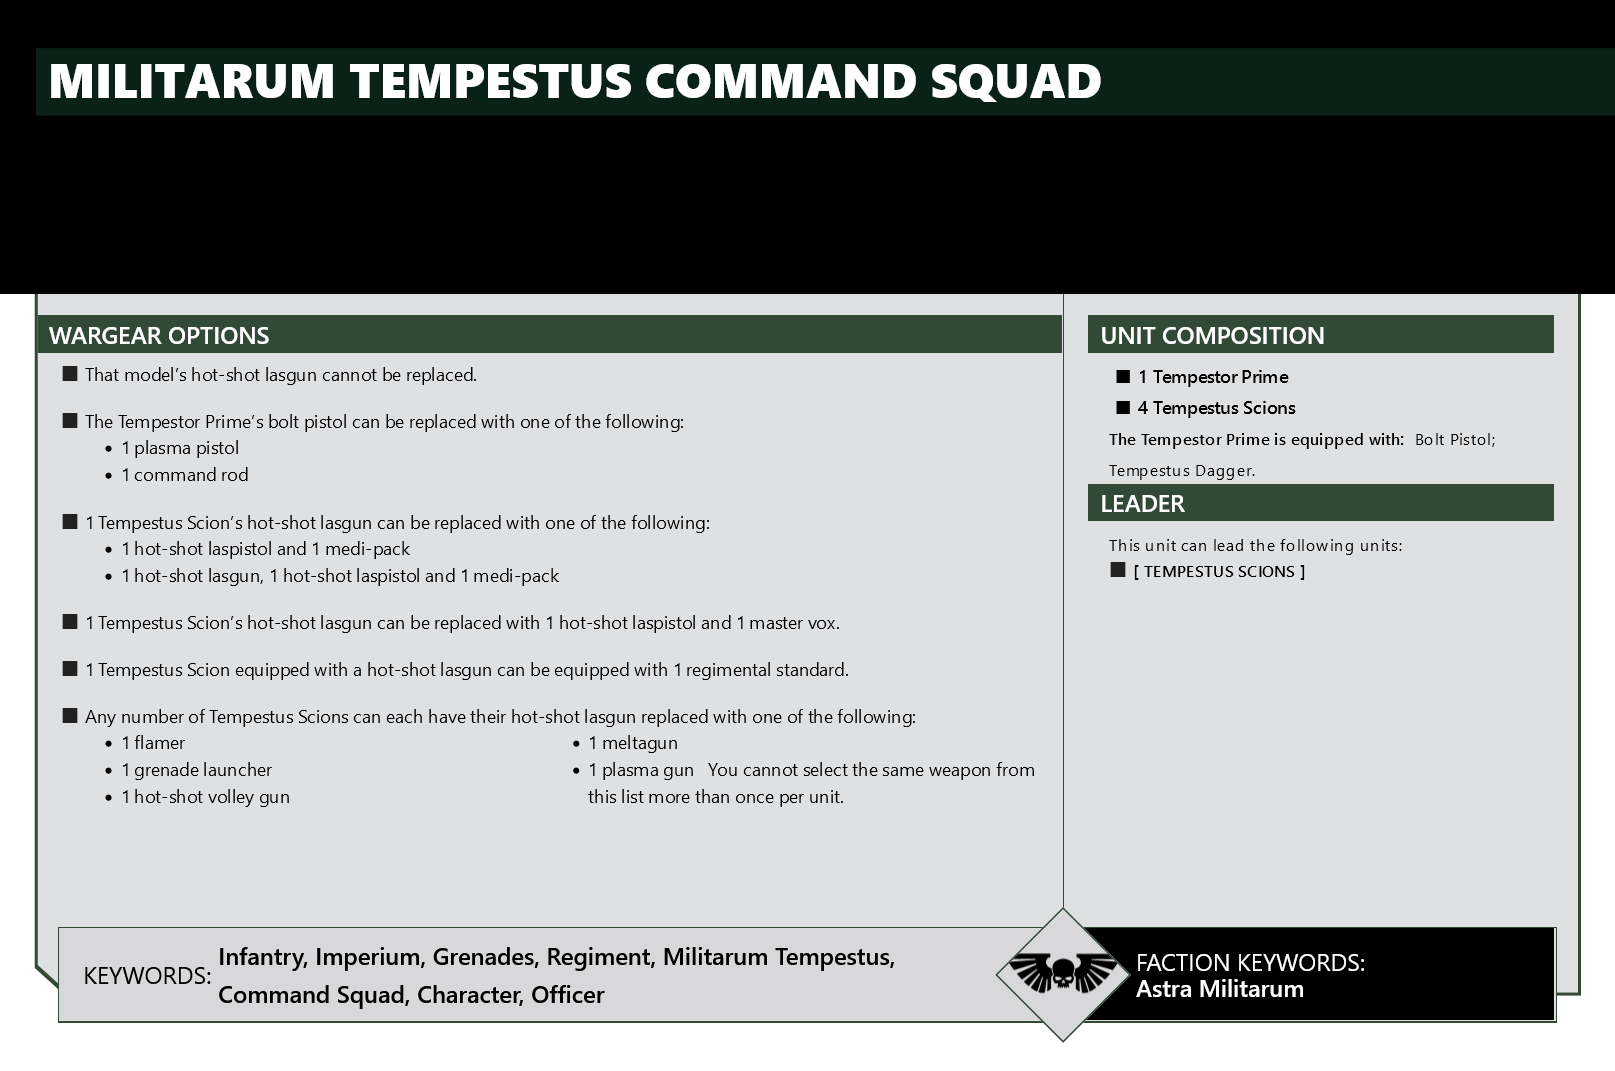 MILITARUM TEMPESTUS COMMAND SQUAD
WARGEAR OPTIONS
That model’s hot-shot lasgun cannot be replaced.
The Tempestor Prime’s bolt pistol can be replaced with one of the following:
1 plasma pistol
1 command rod
1 Tempestus Scion’s hot-shot lasgun can be replaced with one of the following:
1 hot-shot laspistol and 1 medi-pack
1 hot-shot lasgun, 1 hot-shot laspistol and 1 medi-pack
1 Tempestus Scion’s hot-shot lasgun can be replaced with 1 hot-shot laspistol and 1 master vox.
1 Tempestus Scion equipped with a hot-shot lasgun can be equipped with 1 regimental standard.
Any number of Tempestus Scions can each have their hot-shot lasgun replaced with one of the following:
1 flamer
1 grenade launcher
1 hot-shot volley gun
1 meltagun
1 plasma gun You cannot select the same weapon from
this list more than once per unit.
UNIT COMPOSITION
1 Tempestor Prime
4 Tempestus Scions
The Tempestor Prime is equipped with: Bolt Pistol;
Tempestus Dagger.
LEADER
This unit can lead the following units:
[ TEMPESTUS SCIONS ]
KEYWORDS:
Infantry, Imperium, Grenades, Regiment, Militarum Tempestus,
Command Squad, Character, Officer
FACTION KEYWORDS:
Astra Militarum